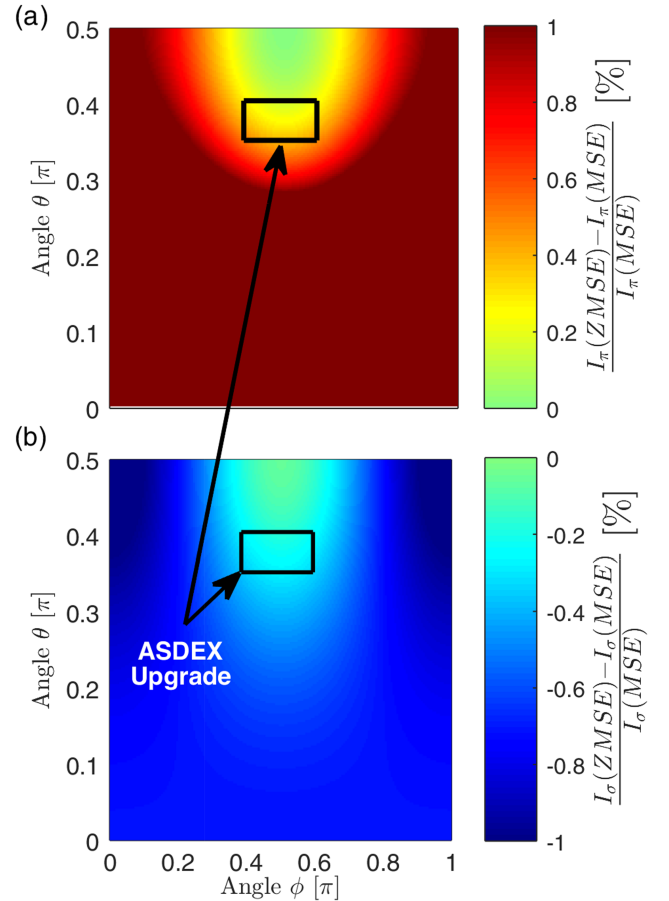 (a)
0.5
0.4
0.3
0.2
0.1
0
Angle θ [π]
1
0.8
0.6
0.4
0.2
0
I_π(ZMSE)−I_π(MSE)
I_π(MSE)
[%]
(b)
0.5
0.4
0.3
0.2
0.1
0
Angle θ [π]
ASDEX
Upgrade
0 0.2 0.4 0.6 0.8 1
Angle ϕ [π]
0
-0.2
-0.4
-0.6
-0.8
-1
I_σ(ZMSE)−I_σ(MSE)
I_σ(MSE)
[%]